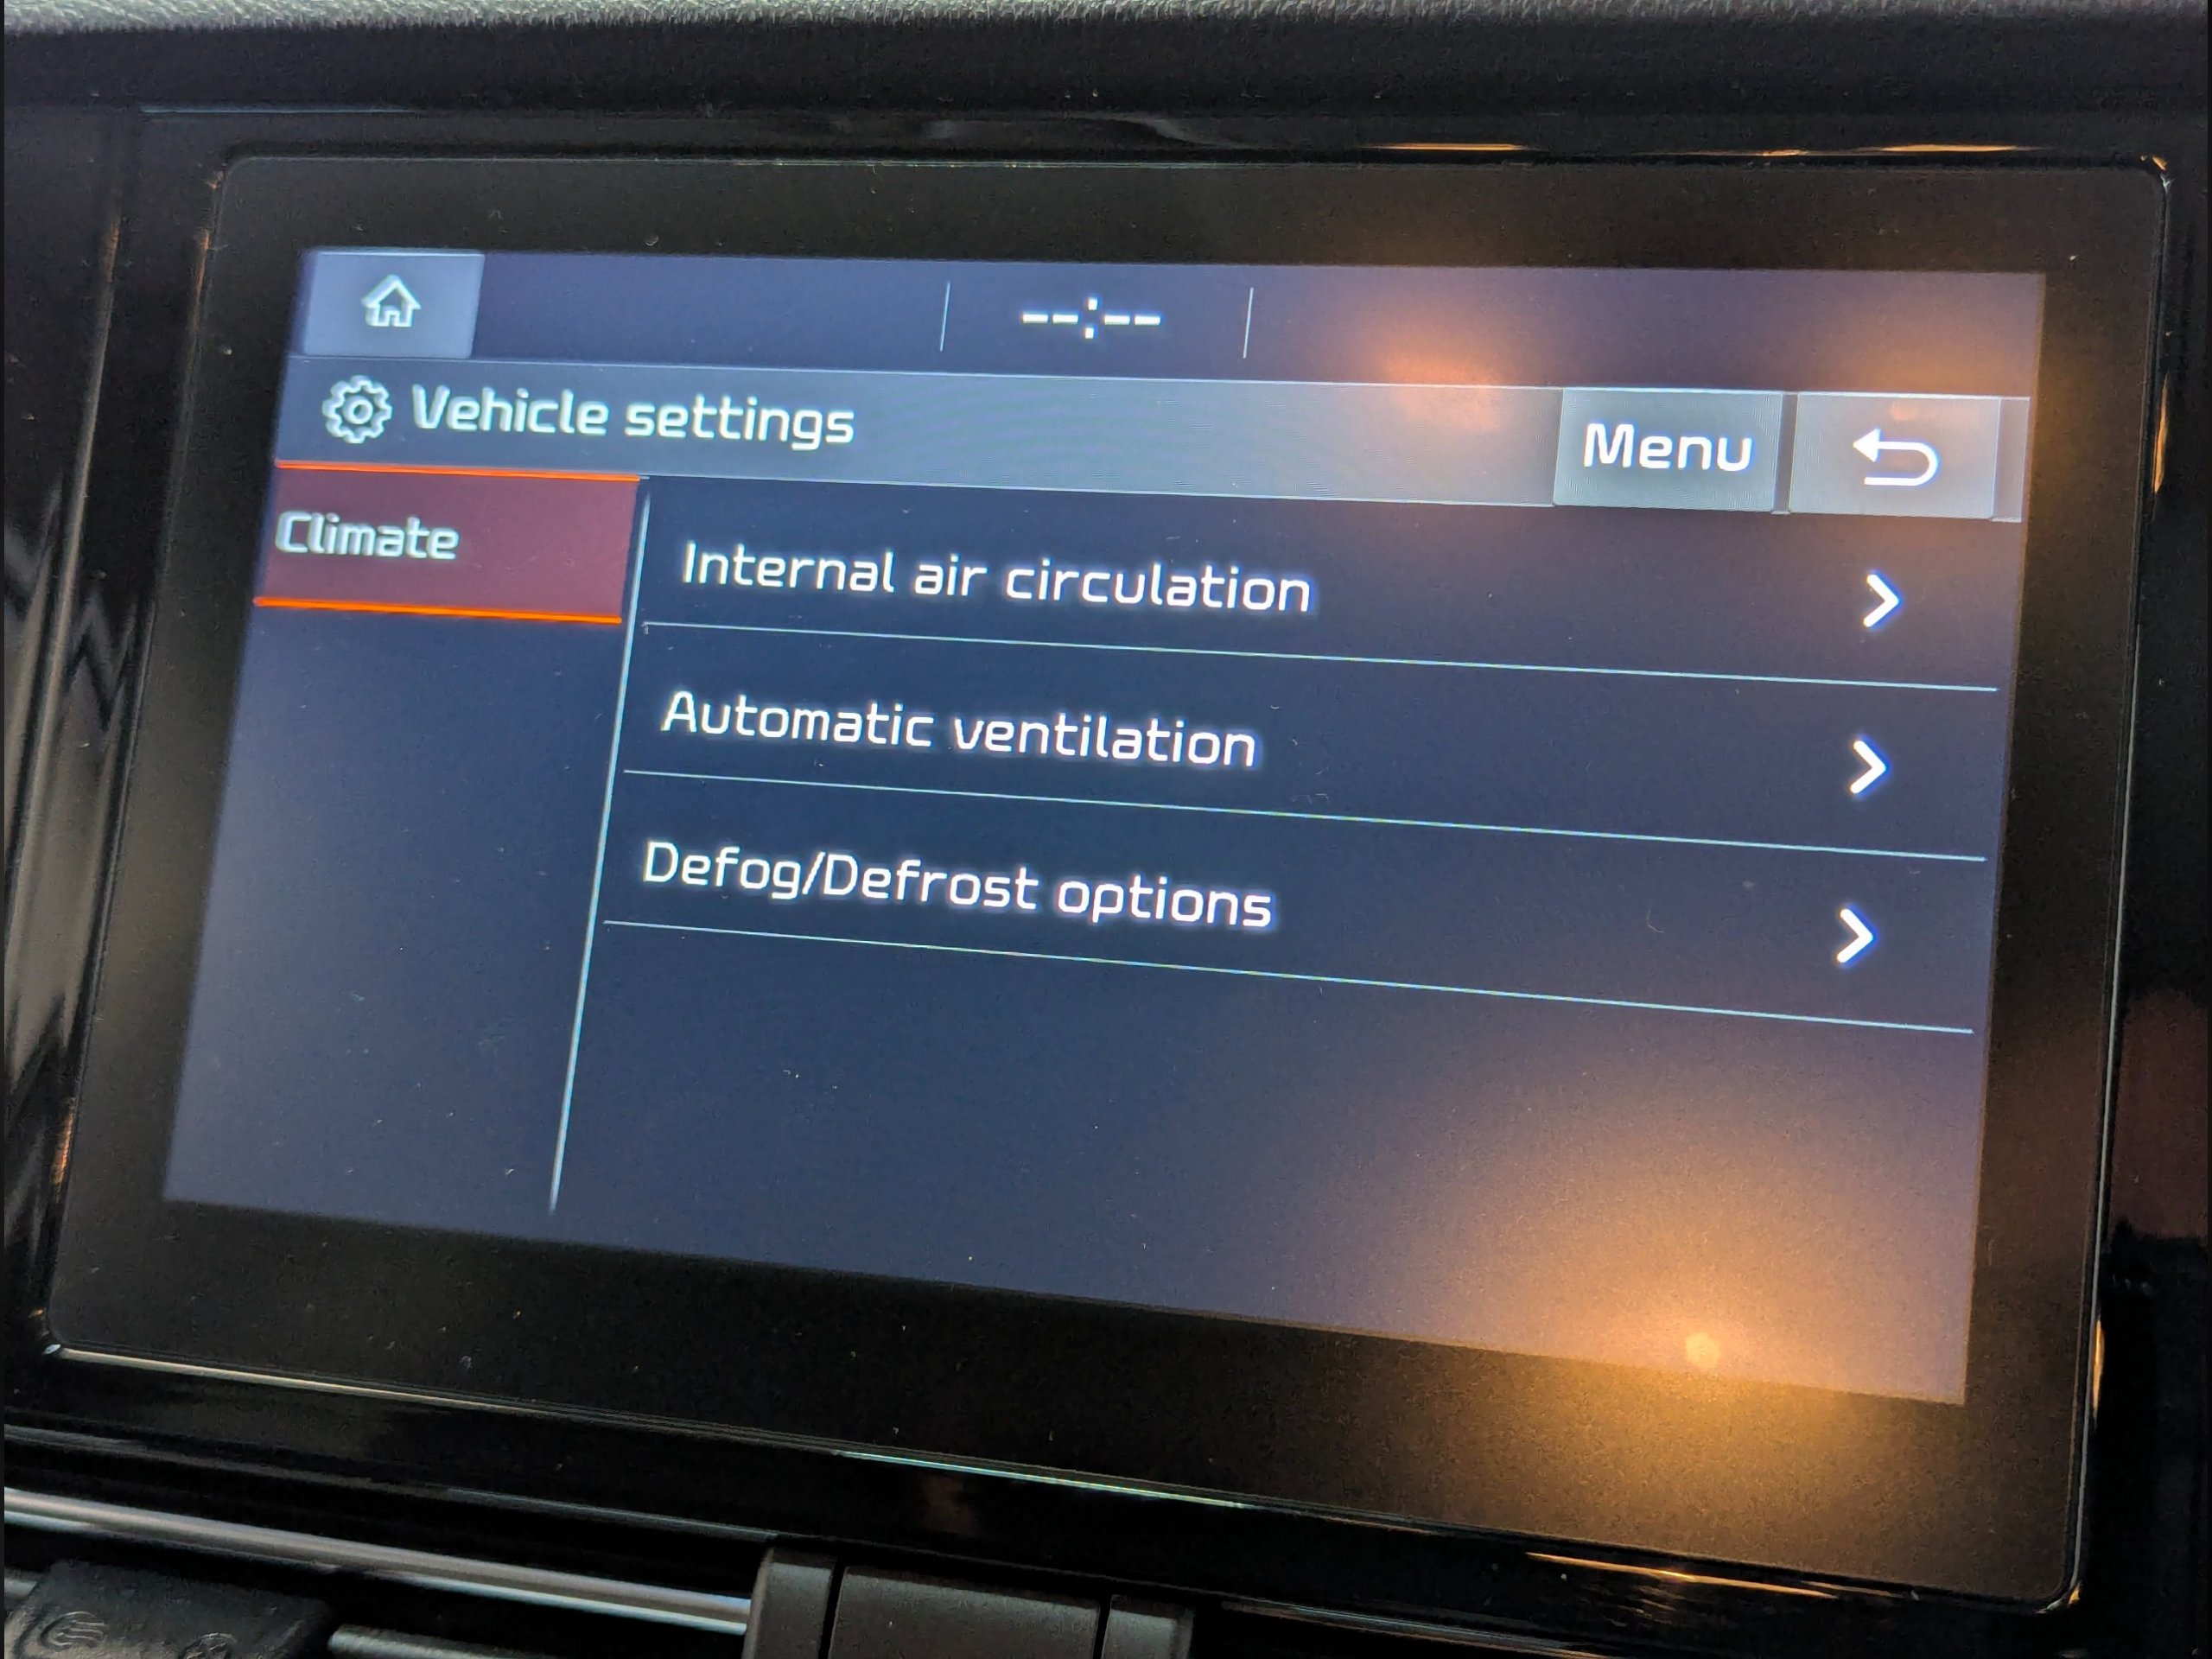 --:--
Vehicle settings
Menu
Climate
Internal air circulation
Automatic ventilation
Defog/Defrost options